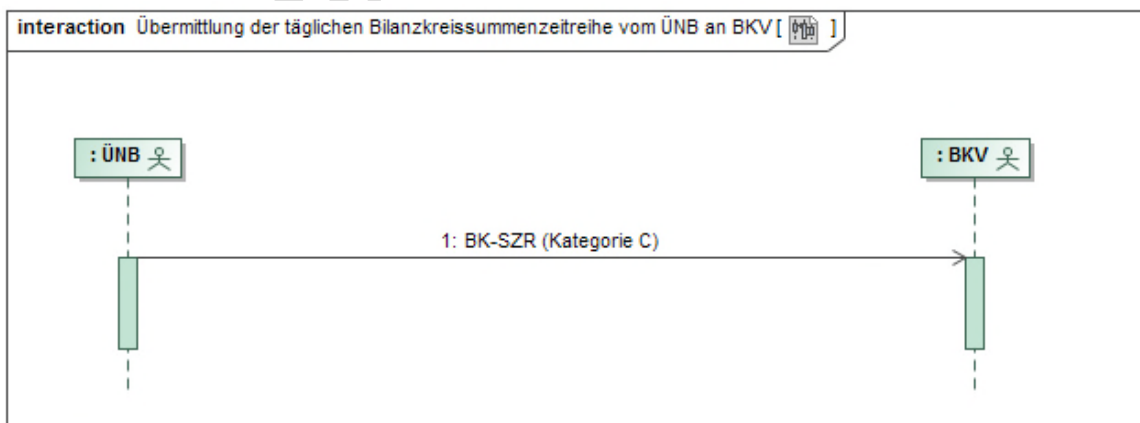 interaction Übermittlung der täglichen Bilanzkreissummenzeitreihe vom ÜNB an BKV [ ]
: ÜNB
: BKV
1: BK-SZR (Kategorie C)